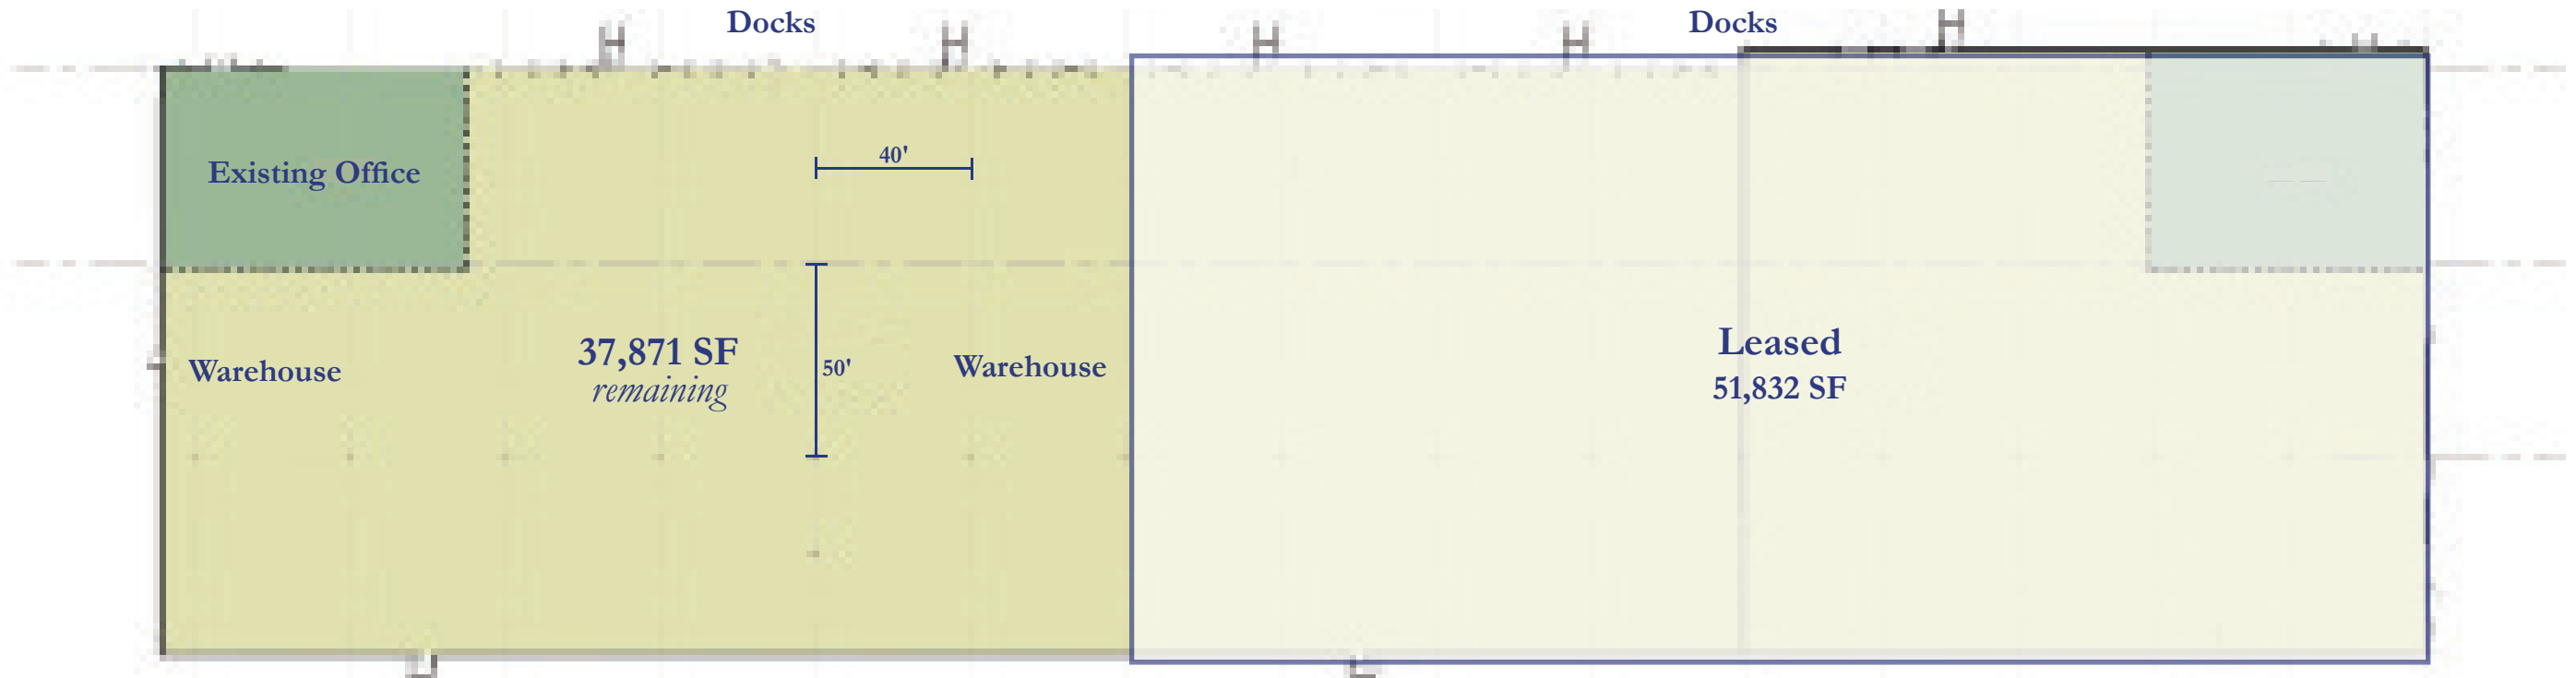 Docks
Docks
Existing Office
40'
Warehouse
37,871 SF
remaining
50'
Warehouse
Leased
51,832 SF